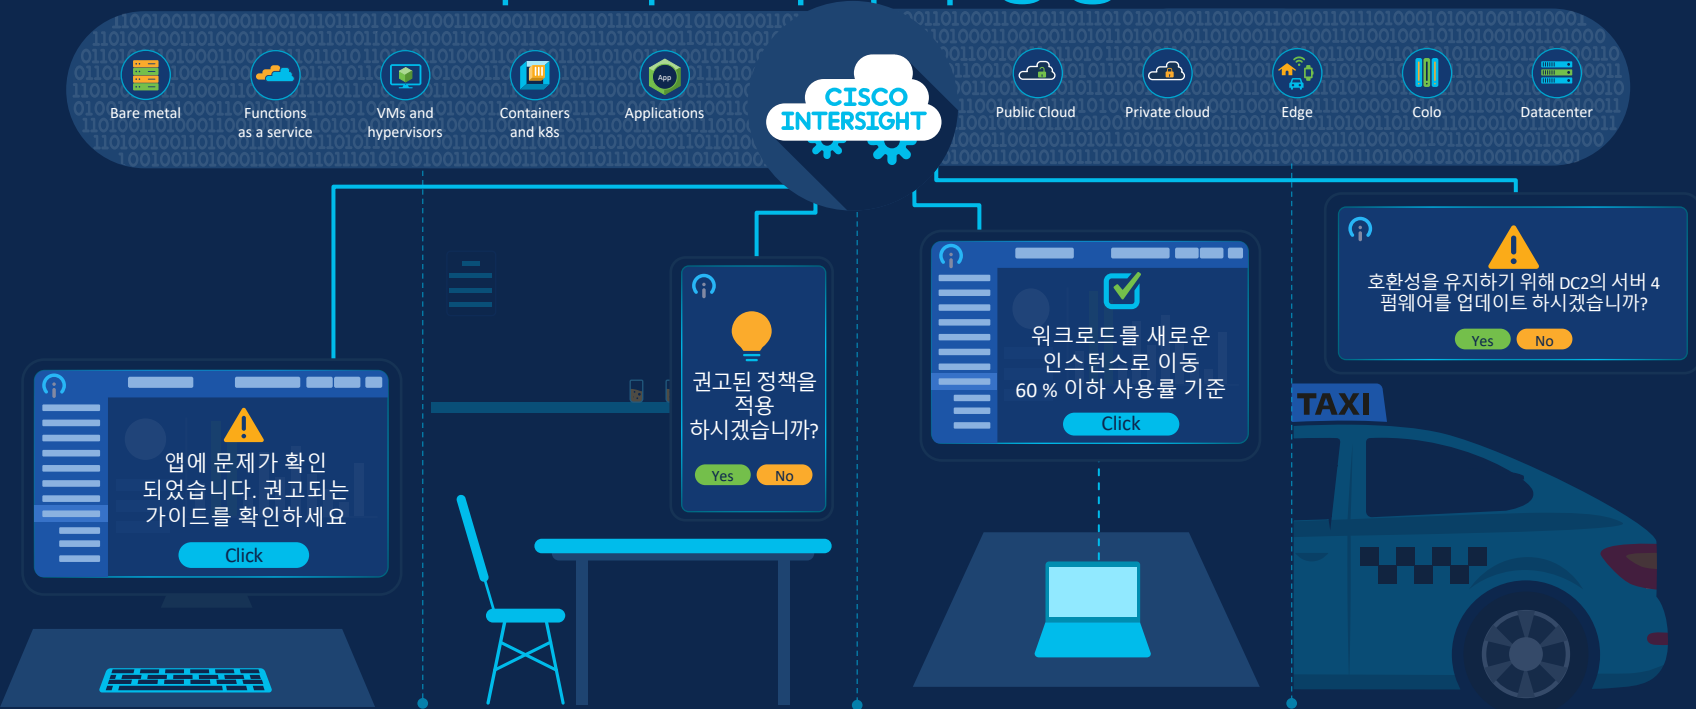 Bare metal
Functions
as a service
VMs and
hypervisors
Containers
and k8s
App
Applications
CISCO
INTERSIGHT
Public Cloud
Private cloud
Edge
Colo
Datacenter
앱에 문제가 확인
되었습니다. 권고되는
가이드를 확인하세요
Click
권고된 정책을
적용
하시겠습니까?
Yes No
워크로드를 새로운
인스턴스로 이동
60 % 이하 사용률 기준
Click
호환성을 유지하기 위해 DC2의 서버 4
펌웨어를 업데이트 하시겠습니까?
Yes No
TAXI